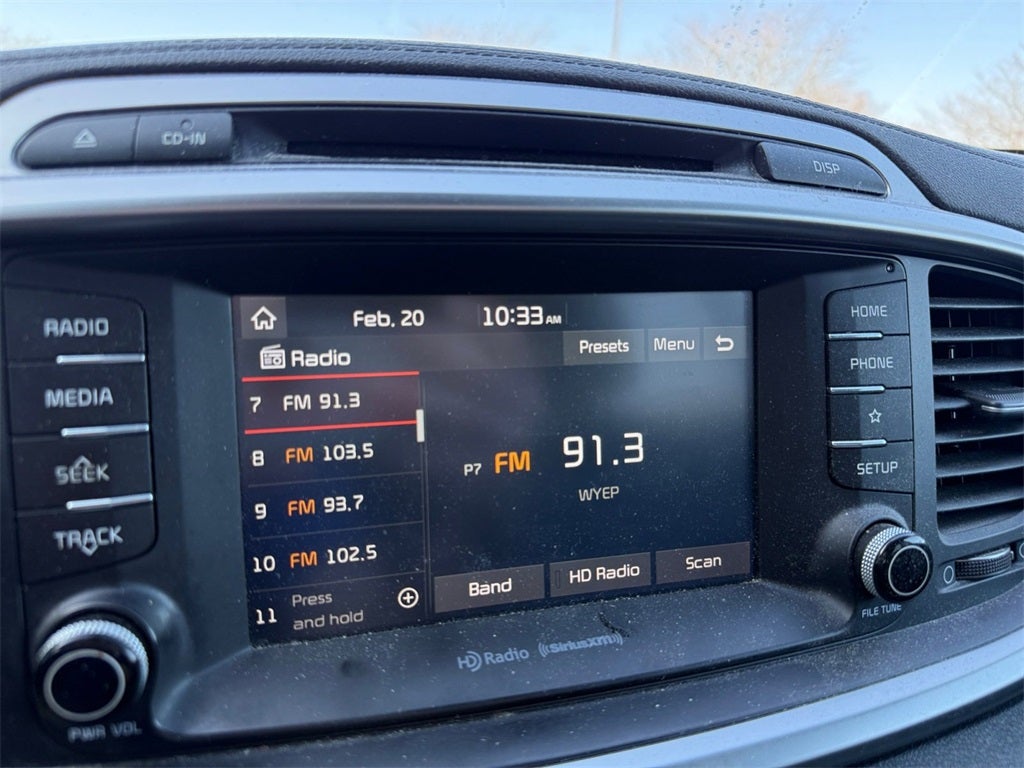 CD-IN
DISP
RADIO
MEDIA
SEEK
TRACK
PWR VOL
Feb. 20 10:33 AM
Radio
Presets Menu
7 FM 91.3
8 FM 103.5
9 FM 93.7
10 FM 102.5
11 Press
and hold
P7 FM 91.3
WYEP
Band HD Radio Scan
HD Radio ((SiriusXM))
HOME
PHONE
SETUP
FILE TUNE